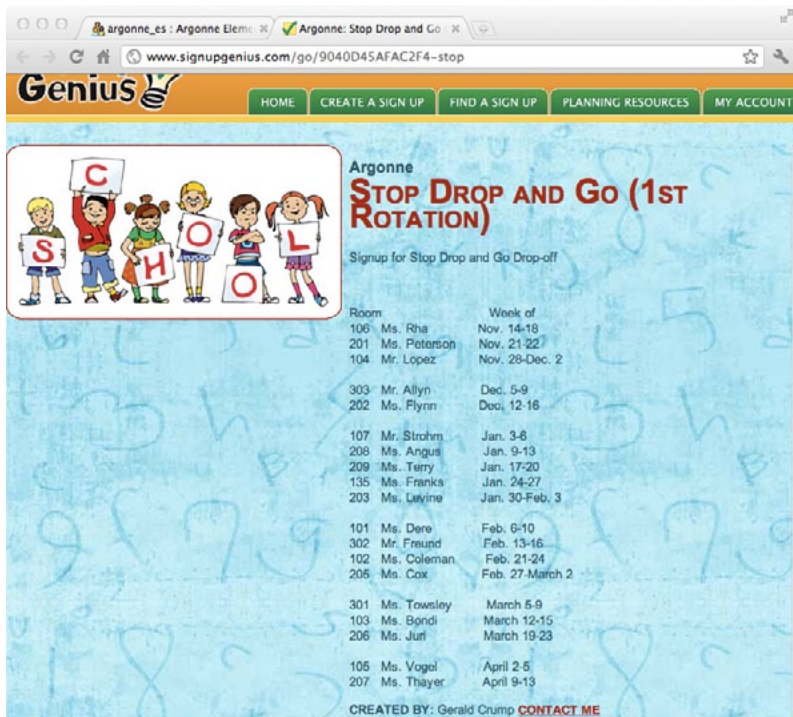 argonne_es : Argonne Eleme
Argonne: Stop Drop and Go
www.signupgenius.com/go/9040D45AFAC2F4-stop
Genius
HOME CREATE A SIGN UP FIND A SIGN UP PLANNING RESOURCES MY ACCOUNT
SCHOOL
Argonne
STOP DROP AND GO (1ST
ROTATION)
Signup for Stop Drop and Go Drop-off
Room Week of
106 Ms. Rha Nov. 14-18
201 Ms. Peterson Nov. 21-22
104 Mr. Lopez Nov. 28-Dec. 2
303 Mr. Allyn Dec. 5-9
202 Ms. Flynn Dec. 12-16
107 Mr. Strohm Jan. 3-6
208 Ms. Angus Jan. 9-13
209 Ms. Terry Jan. 17-20
135 Ms. Franks Jan. 24-27
203 Ms. Levine Jan. 30-Feb. 3
101 Ms. Dere Feb. 6-10
302 Mr. Freund Feb. 13-16
102 Ms. Coleman Feb. 21-24
205 Ms. Cox Feb. 27-March 2
301 Ms. Towsley March 5-9
103 Ms. Bondi March 12-15
206 Ms. Juri March 19-23
105 Ms. Vogel April 2-5
207 Ms. Thayer April 9-13
CREATED BY: Gerald Crump CONTACT ME